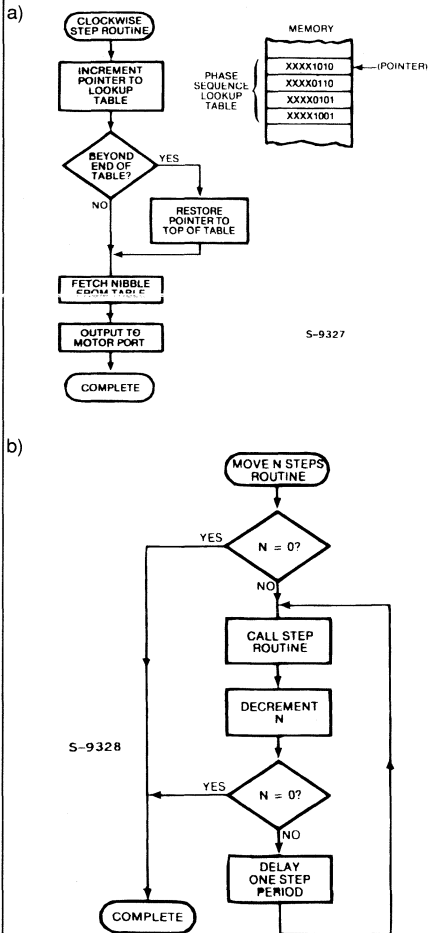 a)
CLOCKWISE
STEP ROUTINE
INCREMENT
POINTER TO
LOOKUP
TABLE
BEYOND
END OF
TABLE?
YES
NO
RESTORE
POINTER TO
TOP OF TABLE
FETCH NIBBLE
FROM TABLE
OUTPUT TO
MOTOR PORT
COMPLETE
MEMORY
PHASE
SEQUENCE
LOOKUP
TABLE
XXXX1010
XXXX0110
XXXX0101
XXXX1001
(POINTER)
S-9327
b)
MOVE N STEPS
ROUTINE
N = 0?
YES
NO
CALL STEP
ROUTINE
DECREMENT
N
S-9328
N = 0?
YES
NO
DELAY
ONE STEP
PERIOD
COMPLETE